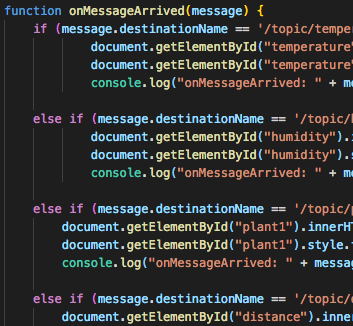 function onMessageArrived(message) {
if (message.destinationName == '/topic/temper
document.getElementById("temperature"
document.getElementById("temperature"
console.log("onMessageArrived: " + me
else if (message.destinationName == '/topic/
document.getElementById("humidity").i
document.getElementById("humidity").s
console.log("onMessageArrived: " + me
else if (message.destinationName == '/topic/p
document.getElementById("plant1").innerH
document.getElementById("plant1").style.
console.log("onMessageArrived: " + messag
else if (message.destinationName == '/topic/
document.getElementById("distance").inner